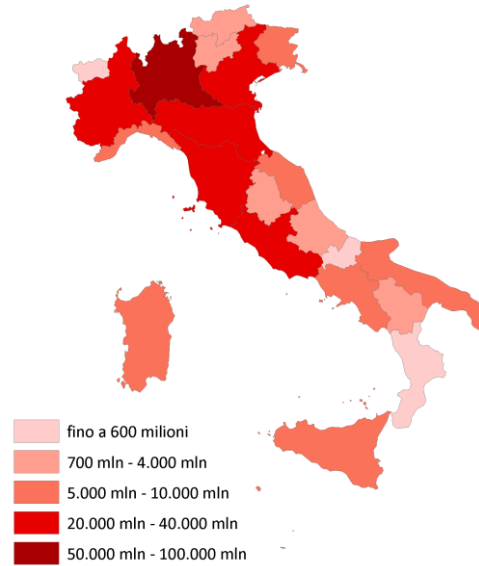 fino a 600 milioni
700 mln - 4.000 mln
5.000 mln - 10.000 mln
20.000 mln - 40.000 mln
50.000 mln - 100.000 mln